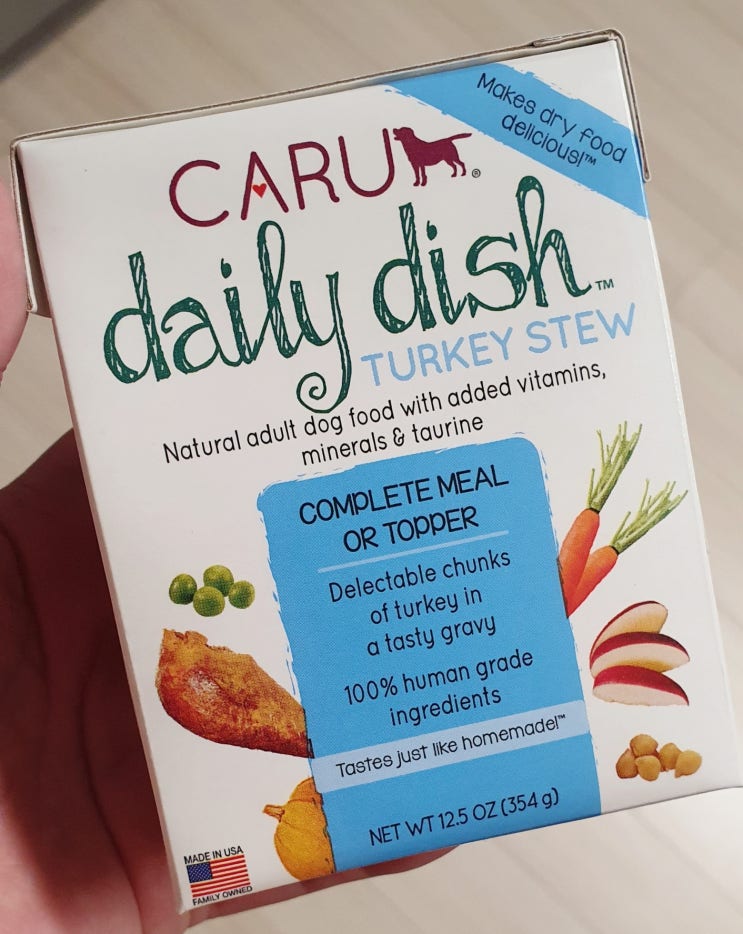 Makes dry food
delicious!™
CARU®
daily dish™
TURKEY STEW
Natural adult dog food with added vitamins,
minerals & taurine
COMPLETE MEAL
OR TOPPER
Delectable chunks
of turkey in
a tasty gravy
100% human grade
ingredients
Tastes just like homemade!™
NET WT 12.5 OZ (354 g)
MADE IN USA
FAMILY OWNED